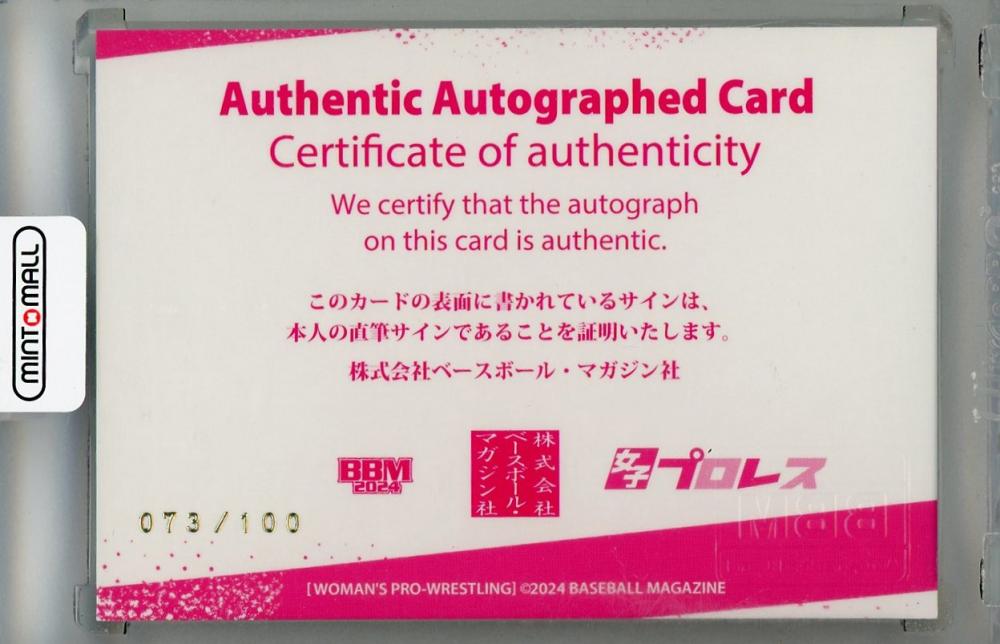 Authentic Autographed Card
Certificate of authenticity
We certify that the autograph
on this card is authentic.
このカードの表面に書かれているサインは、
本人の直筆サインであることを証明いたします。
株式会社ベースボール・マガジン社
MINTOMALL
BBM
2024
株式会社
ベースボール・
マガジン社
女子プロレス
BBM
073/100
[WOMAN'S PRO-WRESTLING] ©2024 BASEBALL MAGAZINE